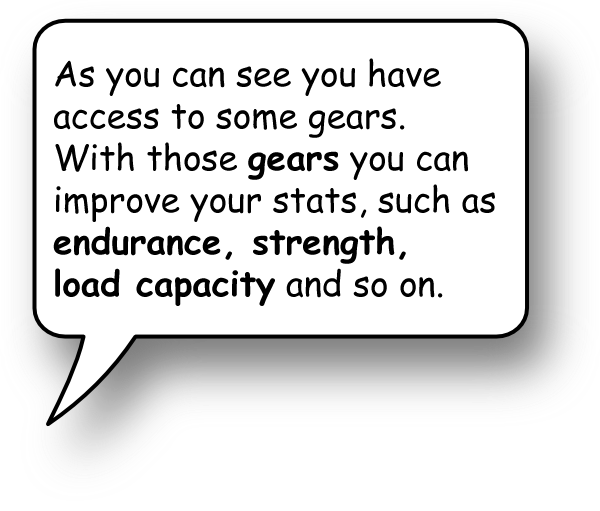 As you can see you have
access to some gears.
With those gears you can
improve your stats, such as
endurance, strength,
load capacity and so on.